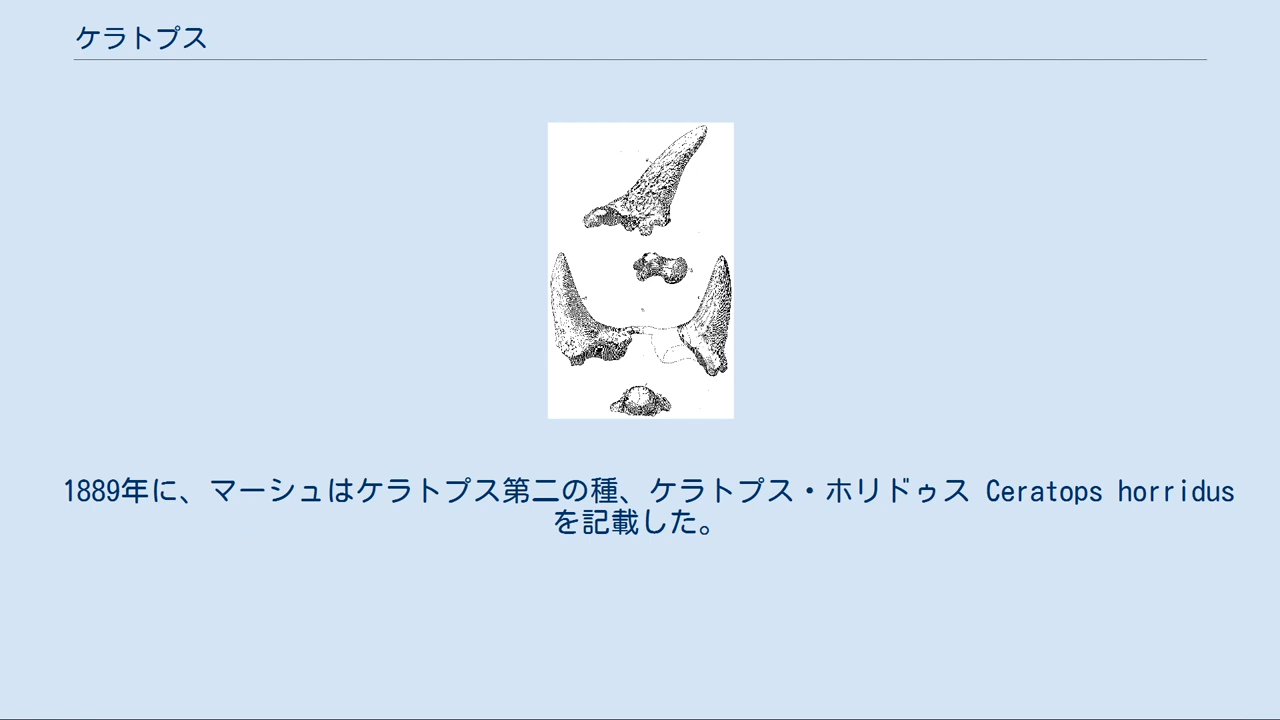 ケラトプス
1889年に、マーシュはケラトプス第二の種、ケラトプス・ホリドゥス Ceratops horridus
を記載した。